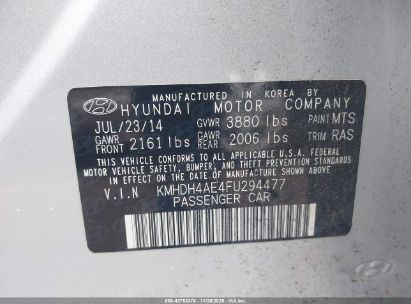 MANUFACTURED IN KOREA BY
HYUNDAI MOTOR COMPANY
JUL/23/14 GVWR 3880 lbs PAINT MTS
GAWR FRONT 2161 lbs GAWR REAR 2006 lbs TRIM RAS
THIS VEHICLE CONFORMS TO ALL APPLICABLE
FEDERAL MOTOR VEHICLE SAFETY, BUMPER,
AND THEFT PREVENTION STANDARDS IN EFFECT ON
THE DATE OF MANUFACTURE SHOWN ABOVE.
V.I.N KMHDH4AE4FU294477
PASSENGER CAR